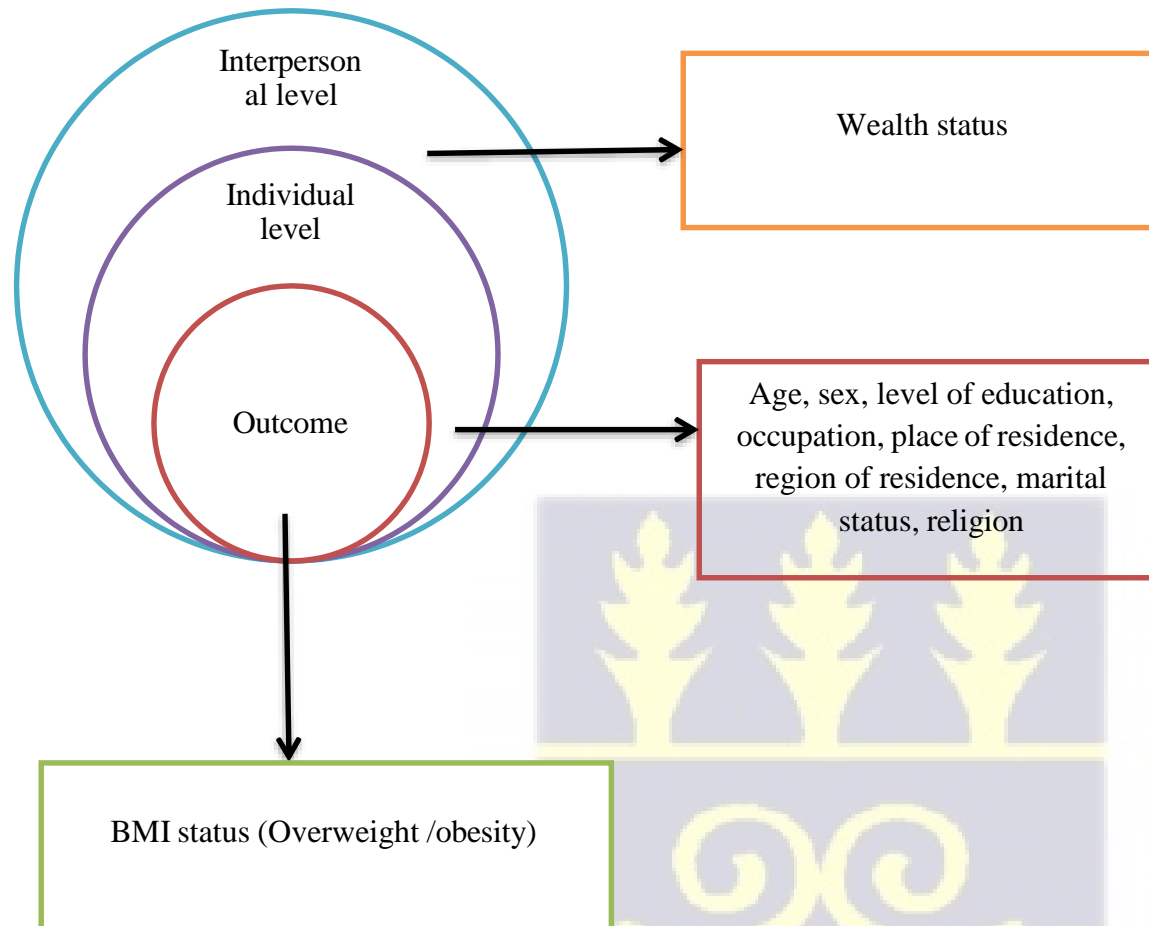 Interperson
al level
Wealth status
Individual
level
Age, sex, level of education,
occupation, place of residence,
region of residence, marital
status, religion
Outcome
BMI status (Overweight /obesity)